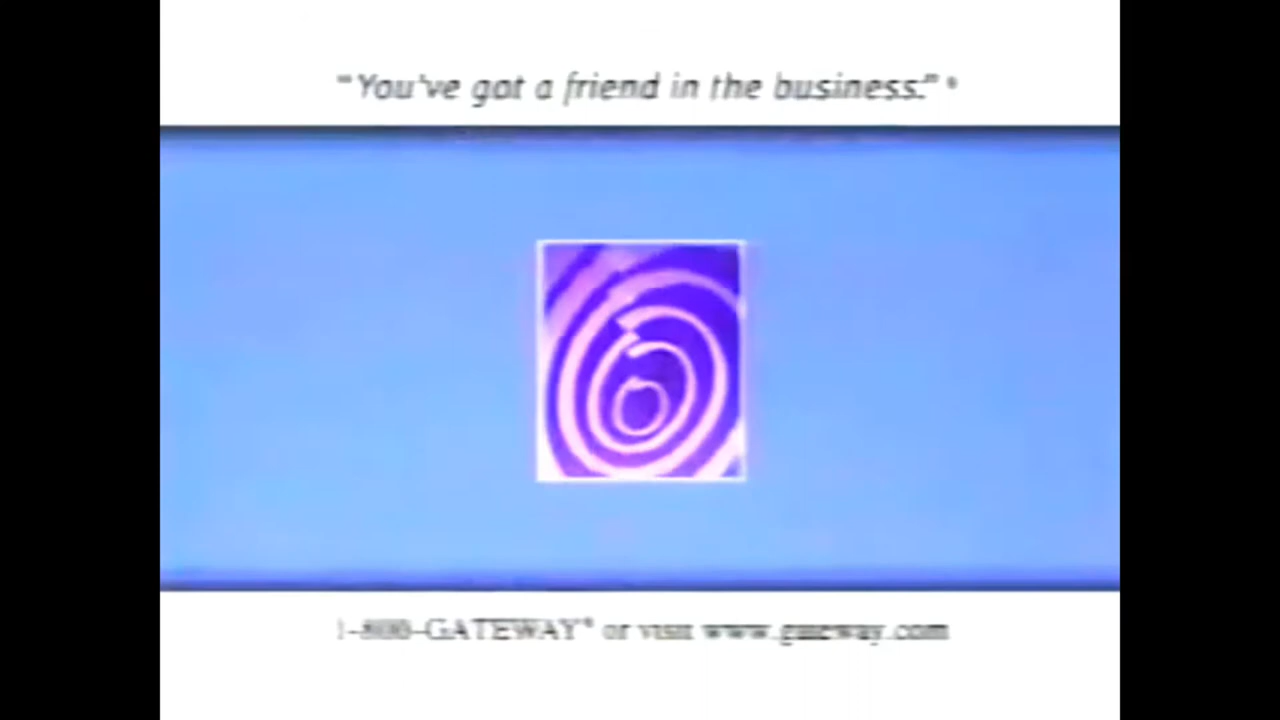 "You've got a friend in the business."®
1-800-GATEWAY® or visit www.gateway.com